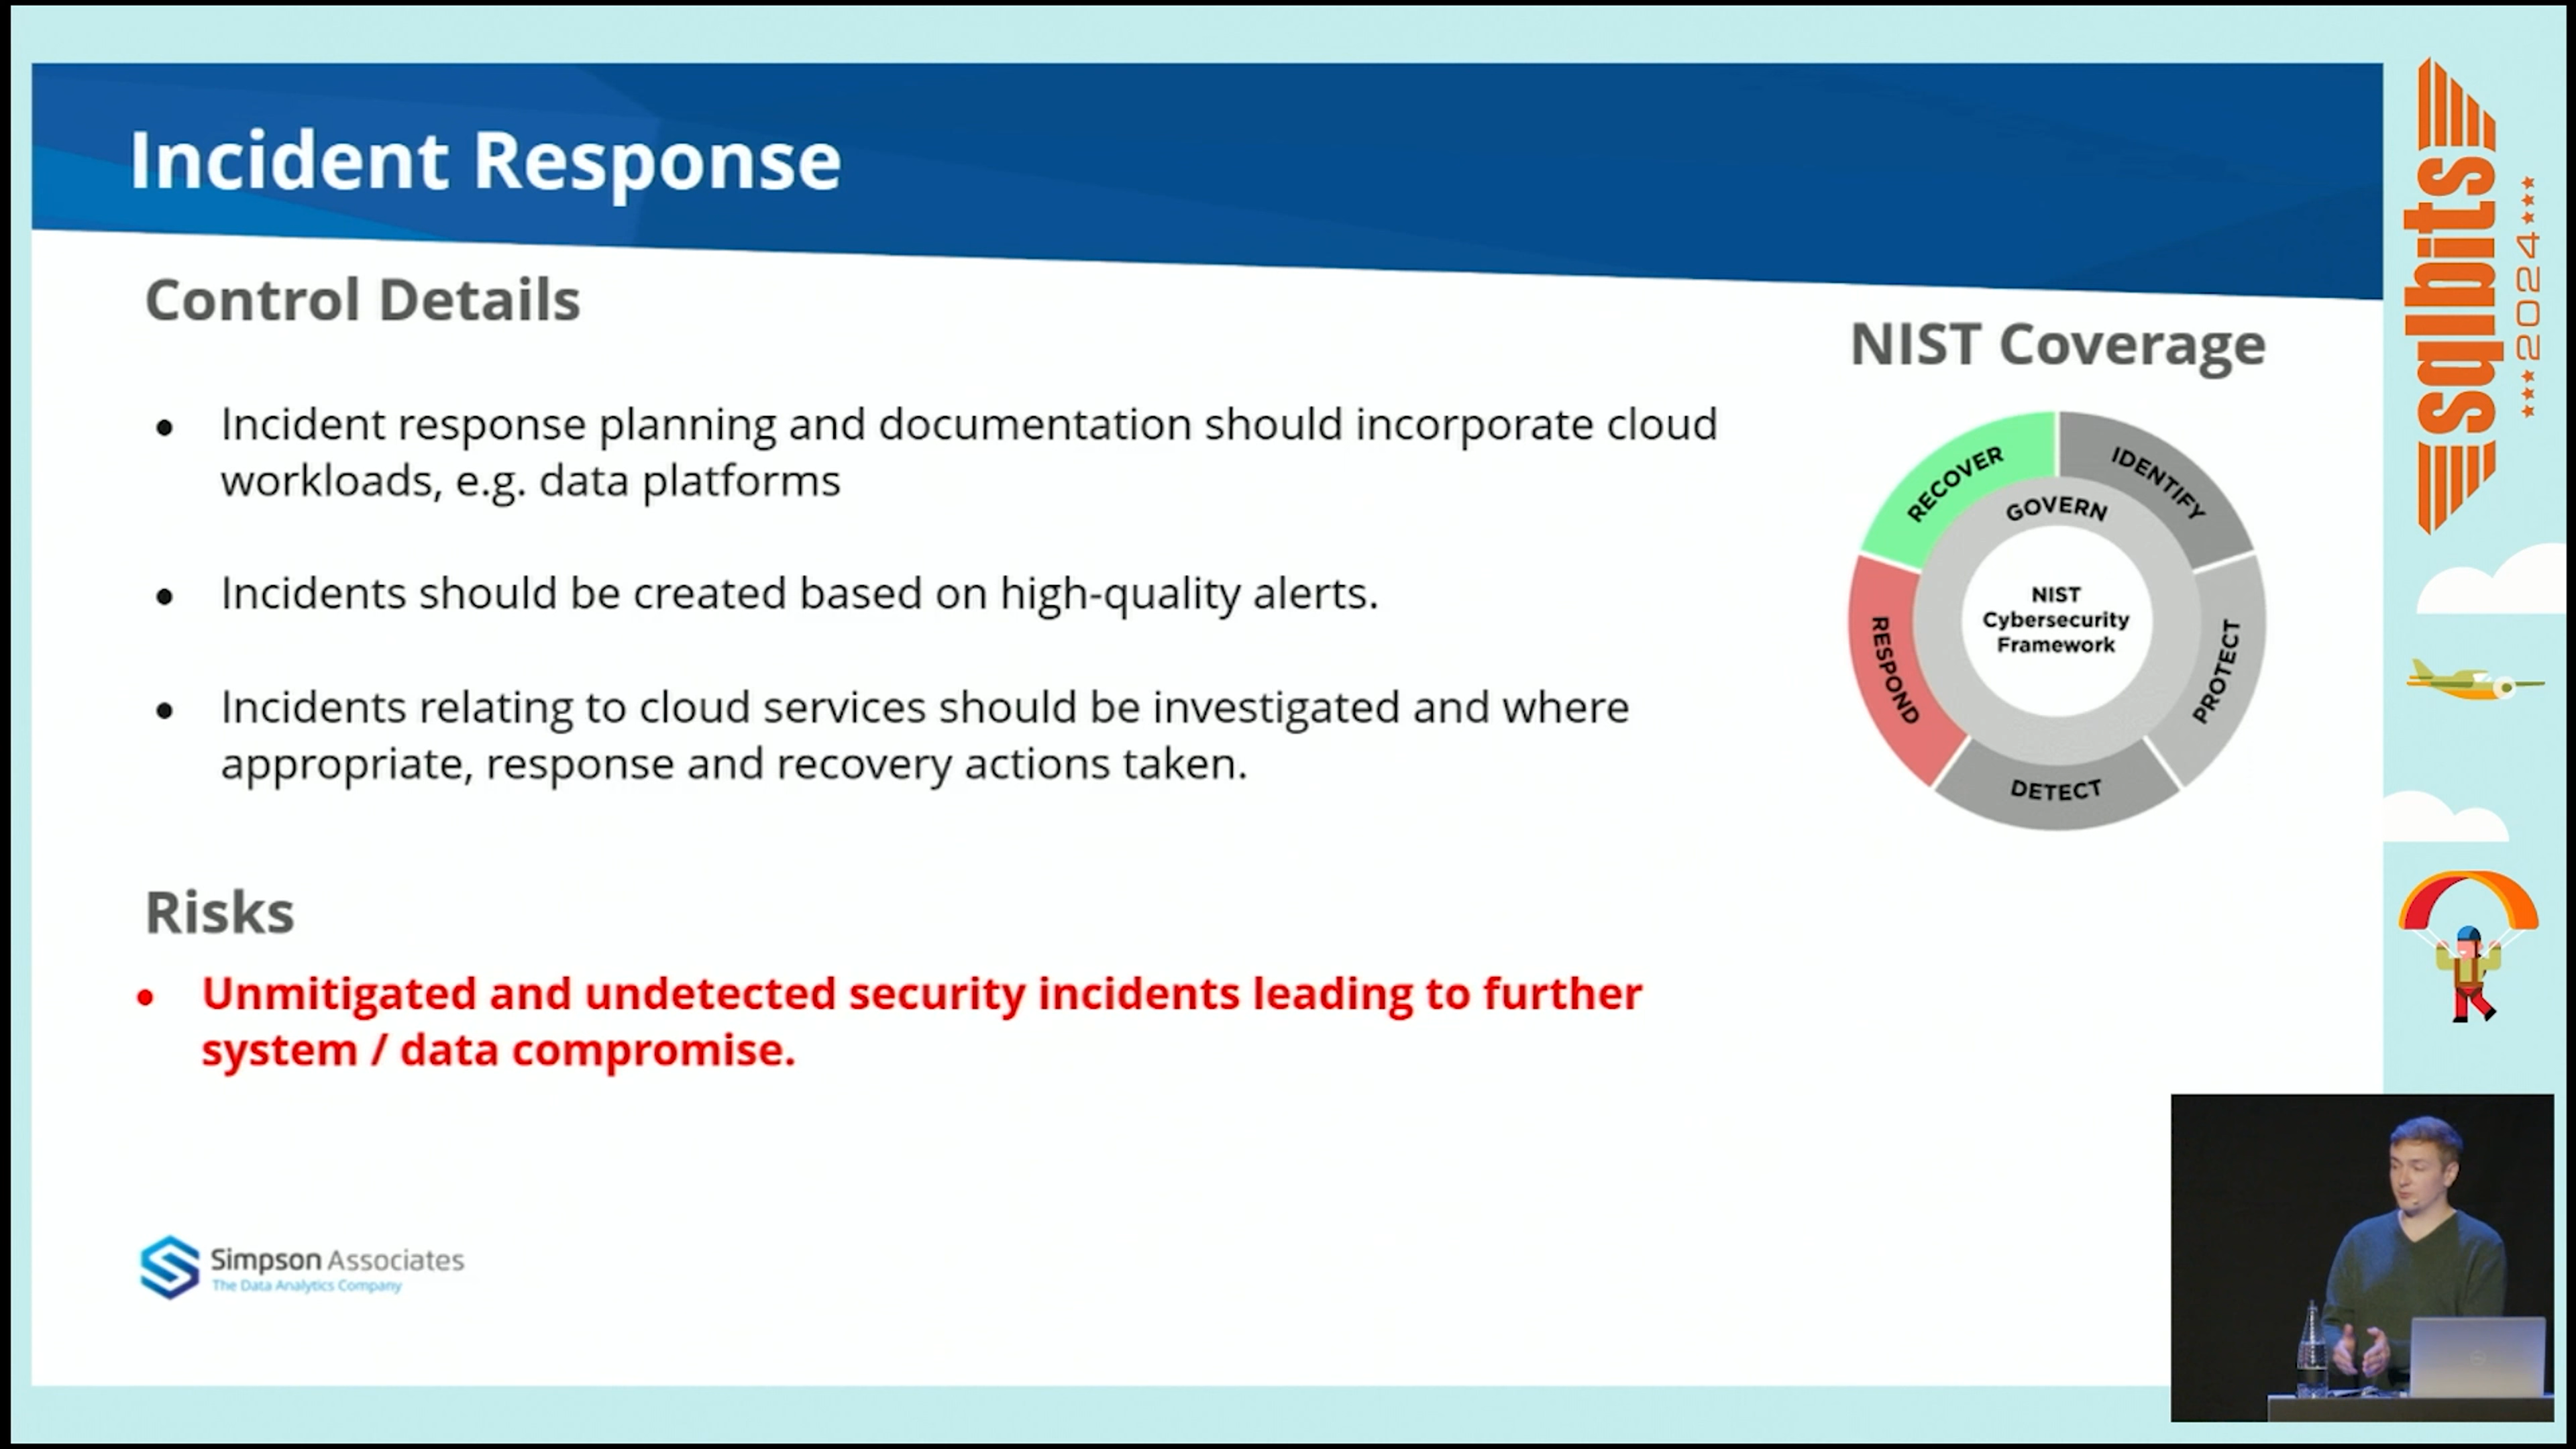 Incident Response
Control Details
Incident response planning and documentation should incorporate cloud
workloads, e.g. data platforms
Incidents should be created based on high-quality alerts.
Incidents relating to cloud services should be investigated and where
appropriate, response and recovery actions taken.
Risks
Unmitigated and undetected security incidents leading to further
system / data compromise.
NIST Coverage
RECOVER
IDENTIFY
GOVERN
NIST
Cybersecurity
Framework
RESPOND
PROTECT
DETECT
Simpson Associates
The Data Analytics Company
sqlbits
2024